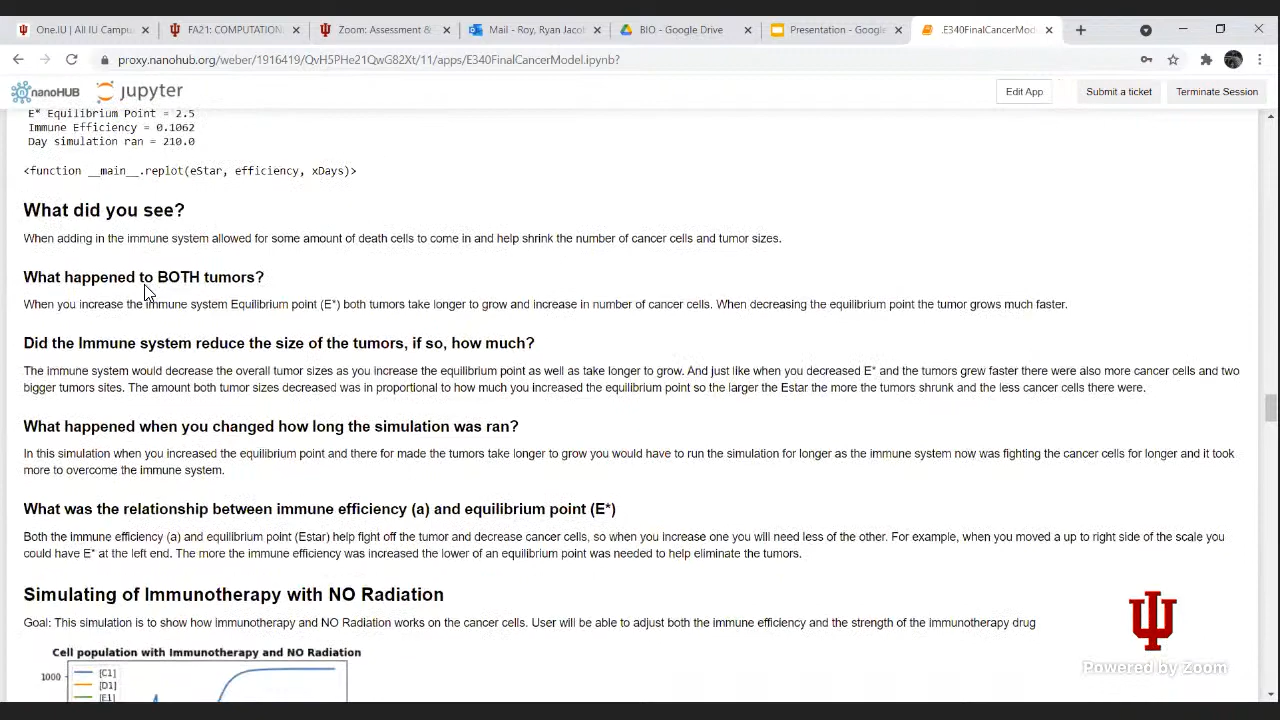 One.IU | All IU Campu
FA21: COMPUTATION
Zoom: Assessment &
Mail - Roy, Ryan Jacob
BIO - Google Drive
Presentation - Google
.E340FinalCancerMod
proxy.nanohub.org/weber/1916419/QvH5PHe21QwG82Xt/11/apps/E340FinalCancerModel.ipynb?
nanoHUB jupyter
Edit App
Submit a ticket
Terminate Session
E* Equilibrium Point = 2.5
Immune Efficiency = 0.1062
Day simulation ran = 210.0
<function __main__.replot(eStar, efficiency, xDays)>
What did you see?
When adding in the immune system allowed for some amount of death cells to come in and help shrink the number of cancer cells and tumor sizes.
What happened to BOTH tumors?
When you increase the immune system Equilibrium point (E*) both tumors take longer to grow and increase in number of cancer cells. When decreasing the equilibrium point the tumor grows much faster.
Did the Immune system reduce the size of the tumors, if so, how much?
The immune system would decrease the overall tumor sizes as you increase the equilibrium point as well as take longer to grow. And just like when you decreased E* and the tumors grew faster there were also more cancer cells and two
bigger tumors sites. The amount both tumor sizes decreased was in proportional to how much you increased the equilibrium point so the larger the Estar the more the tumors shrunk and the less cancer cells there were.
What happened when you changed how long the simulation was ran?
In this simulation when you increased the equilibrium point and there for made the tumors take longer to grow you would have to run the simulation for longer as the immune system now was fighting the cancer cells for longer and it took
more to overcome the immune system.
What was the relationship between immune efficiency (a) and equilibrium point (E*)
Both the immune efficiency (a) and equilibrium point (Estar) help fight off the tumor and decrease cancer cells, so when you increase one you will need less of the other. For example, when you moved a up to right side of the scale you
could have E* at the left end. The more the immune efficiency was increased the lower of an equilibrium point was needed to help eliminate the tumors.
Simulating of Immunotherapy with NO Radiation
Goal: This simulation is to show how Immunotherapy and NO Radiation works on the cancer cells. User will be able to adjust both the immune efficiency and the strength of the immunotherapy drug
Cell population with Immunotherapy and NO Radiation
1000
[C1]
[D1]
[E1]
Powered by Zoom